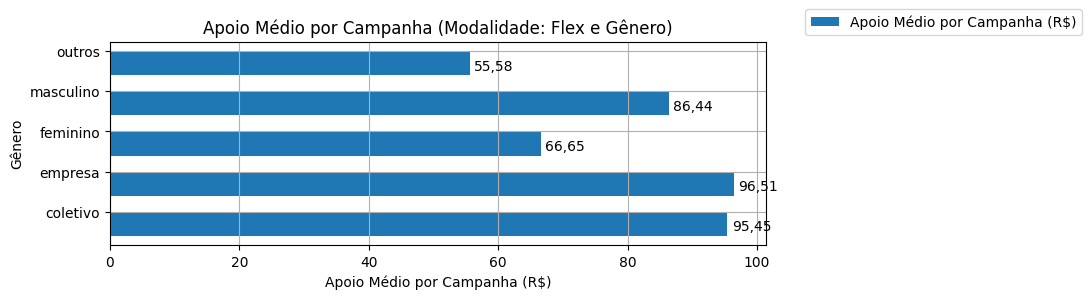 Apoio Médio por Campanha (R$)
Apoio Médio por Campanha (Modalidade: Flex e Gênero)
Gênero
outros
55,58
masculino
86,44
feminino
66,65
empresa
96,51
coletivo
95,45
0 20 40 60 80 100
Apoio Médio por Campanha (R$)